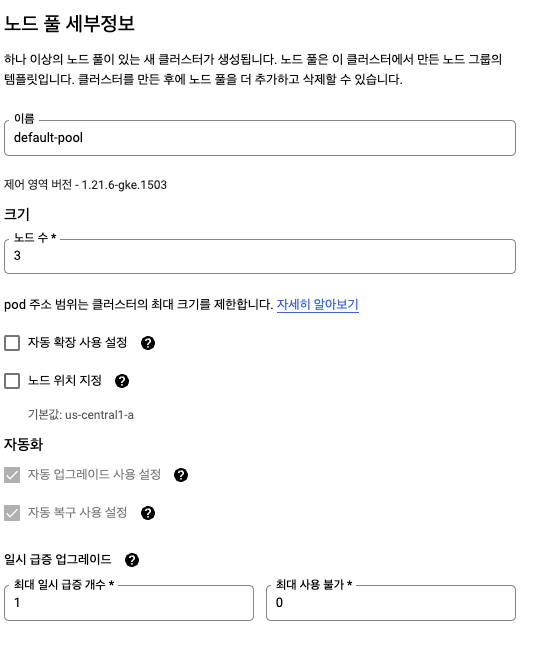 노드 풀 세부정보
하나 이상의 노드 풀이 있는 새 클러스터가 생성됩니다. 노드 풀은 이 클러스터에서 만든 노드 그룹의
템플릿입니다. 클러스터를 만든 후에 노드 풀을 더 추가하고 삭제할 수 있습니다.
이름
default-pool
제어 영역 버전 - 1.21.6-gke.1503
크기
노드 수 *
3
pod 주소 범위는 클러스터의 최대 크기를 제한합니다. 자세히 알아보기
자동 확장 사용 설정
노드 위치 지정
기본값: us-central1-a
자동화
자동 업그레이드 사용 설정
자동 복구 사용 설정
일시 급증 업그레이드
최대 일시 급증 개수 *
1
최대 사용 불가 *
0